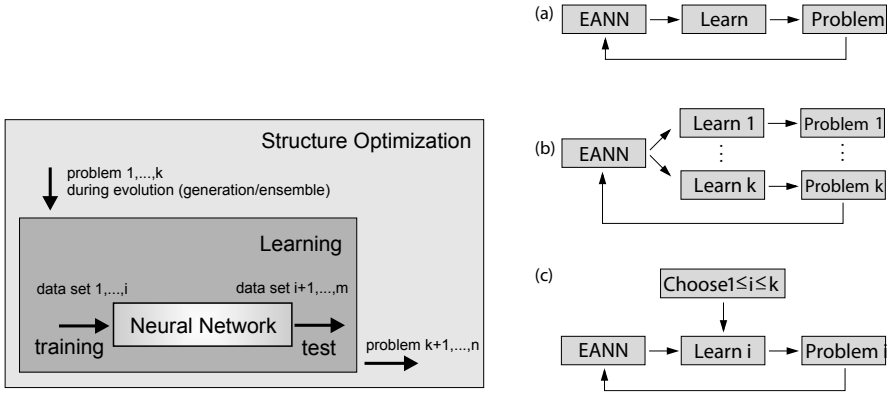 Structure Optimization
problem 1,...,k
during evolution (generation/ensemble)
Learning
data set 1,...,i
data set i+1,...,m
Neural Network
training
test
problem k+1,...,n
(a)
EANN
Learn
Problem
(b)
EANN
Learn 1
Problem 1
Learn k
Problem k
(c)
Choose1≤i≤k
EANN
Learn i
Problem i